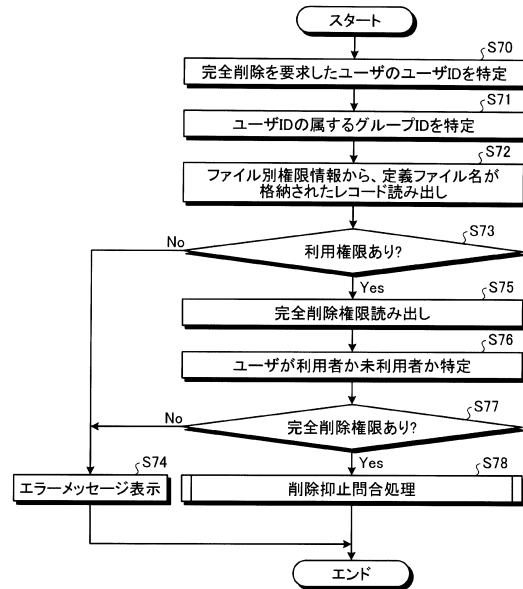 スタート
S70
完全削除を要求したユーザのユーザIDを特定
S71
ユーザIDの属するグループIDを特定
S72
ファイル別権限情報から、定義ファイル名が
格納されたレコード読み出し
S73
No
利用権限あり?
Yes
S75
完全削除権限読み出し
S76
ユーザが利用者か未利用者か特定
S77
No
完全削除権限あり?
Yes
S74
エラーメッセージ表示
S78
削除抑止問合処理
エンド